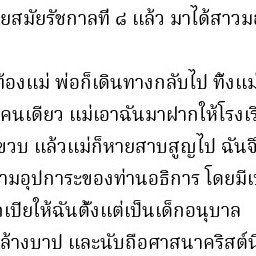 ยสมัยรัชกาลที่ ๘ แล้ว มาได้สาวม
ท้องแม่ พ่อก็เดินทางกลับไป ทิ้งแม่
คนเดียว แม่เอาฉันมาฝากให้โรงเรี
ขวบ แล้วแม่ก็หายสาบสูญไป ฉันจึ
ามอุปการะของท่านอธิการ โดยมีเ
เปียให้ฉันตั้งแต่เป็นเด็กอนุบาล
ล้างบาป และนับถือศาสนาคริสต์นิ